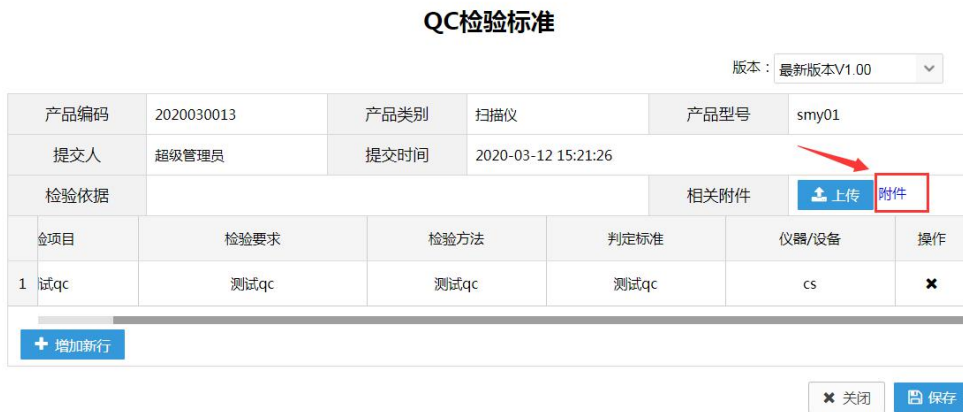 QC检验标准
版本： 最新版本V1.00
产品编码 2020030013 产品类别 扫描仪 产品型号 smy01
提交人 超级管理员 提交时间 2020-03-12 15:21:26
检验依据 相关附件 上传 附件
项目 检验要求 检验方法 判定标准 仪器/设备 操作
1 试qc 测试qc 测试qc 测试qc cs
增加新行
关闭 保存